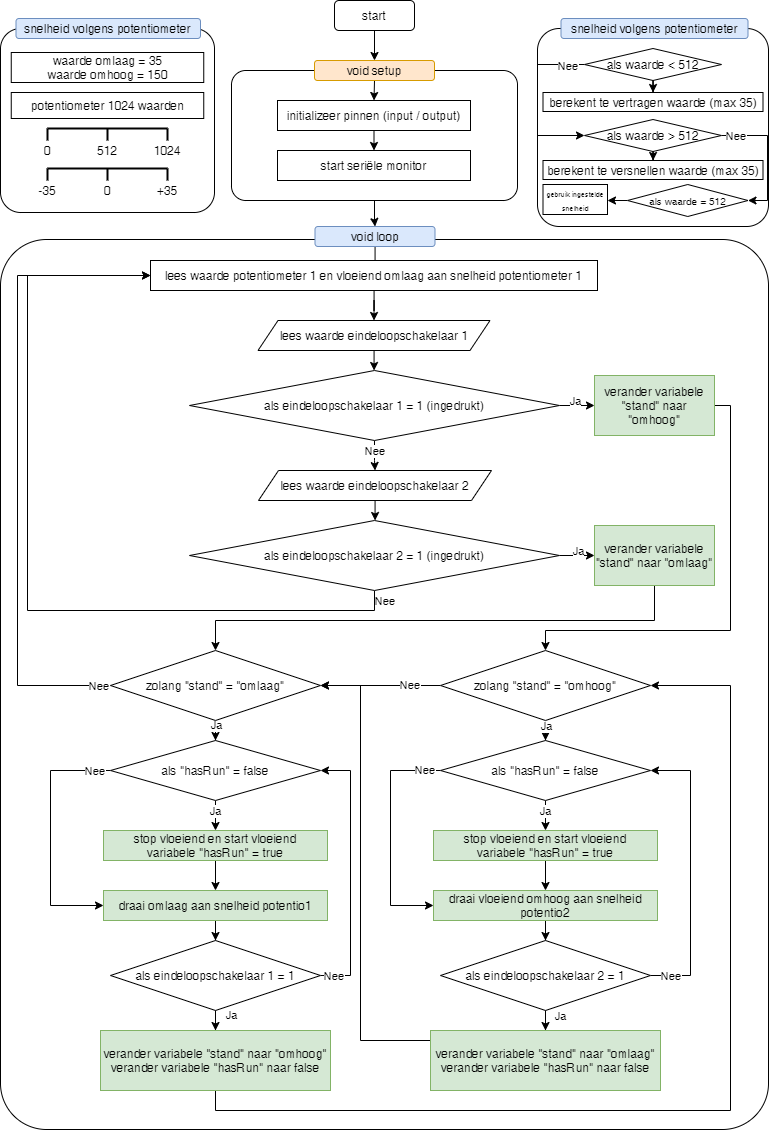 start
snelheid volgens potentiometer
waarde omlaag = 35
waarde omhoog = 150
potentiometer 1024 waarden
0 512 1024
-35 0 +35
void setup
initializeer pinnen (input / output)
start seriële monitor
snelheid volgens potentiometer
als waarde < 512
Nee
berekent te vertragen waarde (max 35)
als waarde > 512
Nee
berekent te versnellen waarde (max 35)
als waarde = 512
gebruik ingestelde
snelheid
void loop
lees waarde potentiometer 1 en vloeiend omlaag aan snelheid potentiometer 1
lees waarde eindeloopschakelaar 1
als eindeloopschakelaar 1 = 1 (ingedrukt)
Ja
verander variabele
"stand" naar
"omhoog"
Nee
lees waarde eindeloopschakelaar 2
als eindeloopschakelaar 2 = 1 (ingedrukt)
Ja
verander variabele
"stand" naar "omlaag"
Nee
zolang "stand" = "omlaag"
Nee
Ja
als "hasRun" = false
Nee
Ja
stop vloeiend en start vloeiend
variabele "hasRun" = true
draai omlaag aan snelheid potentio1
als eindeloopschakelaar 1 = 1
Nee
Ja
verander variabele "stand" naar "omhoog"
verander variabele "hasRun" naar false
zolang "stand" = "omhoog"
Nee
Ja
als "hasRun" = false
Nee
Ja
stop vloeiend en start vloeiend
variabele "hasRun" = true
draai vloeiend omhoog aan snelheid
potentio2
als eindeloopschakelaar 2 = 1
Nee
Ja
verander variabele "stand" naar "omlaag"
verander variabele "hasRun" naar false